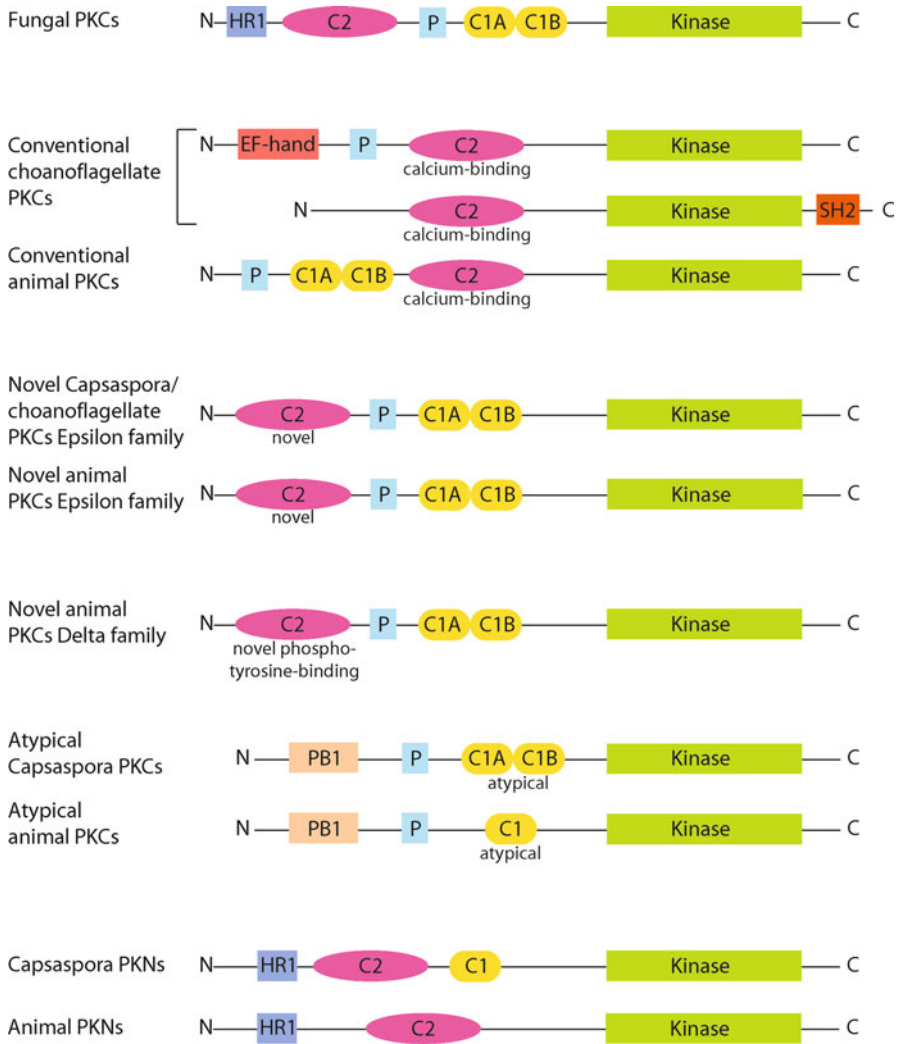 Fungal PKCs
N HR1 C2 P C1A C1B Kinase C
Conventional
choanoflagellate
PKCs
N EF-hand P C2 Kinase C
calcium-binding
N C2 Kinase SH2 C
calcium-binding
Conventional
animal PKCs
N P C1A C1B C2 Kinase C
calcium-binding
Novel Capsaspora/
choanoflagellate
PKCs Epsilon family
N C2 P C1A C1B Kinase C
novel
Novel animal
PKCs Epsilon family
N C2 P C1A C1B Kinase C
novel
Novel animal
PKCs Delta family
N C2 P C1A C1B Kinase C
novel phospho-
tyrosine-binding
Atypical
Capsaspora PKCs
N PB1 P C1A C1B Kinase C
atypical
Atypical
animal PKCs
N PB1 P C1 Kinase C
atypical
Capsaspora PKNs
N HR1 C2 C1 Kinase C
Animal PKNs
N HR1 C2 Kinase C